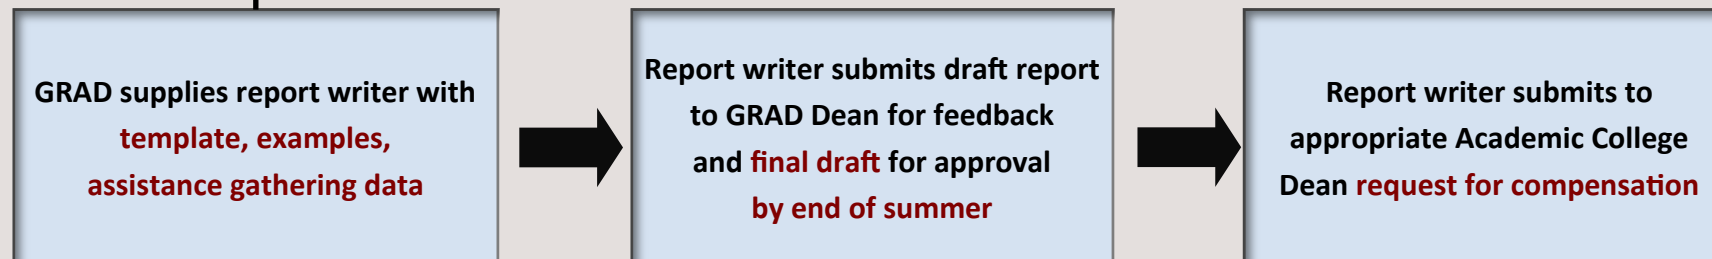 GRAD supplies report writer with
template, examples,
assistance gathering data
Report writer submits draft report
to GRAD Dean for feedback
and final draft for approval
by end of summer
Report writer submits to
appropriate Academic College
Dean request for compensation